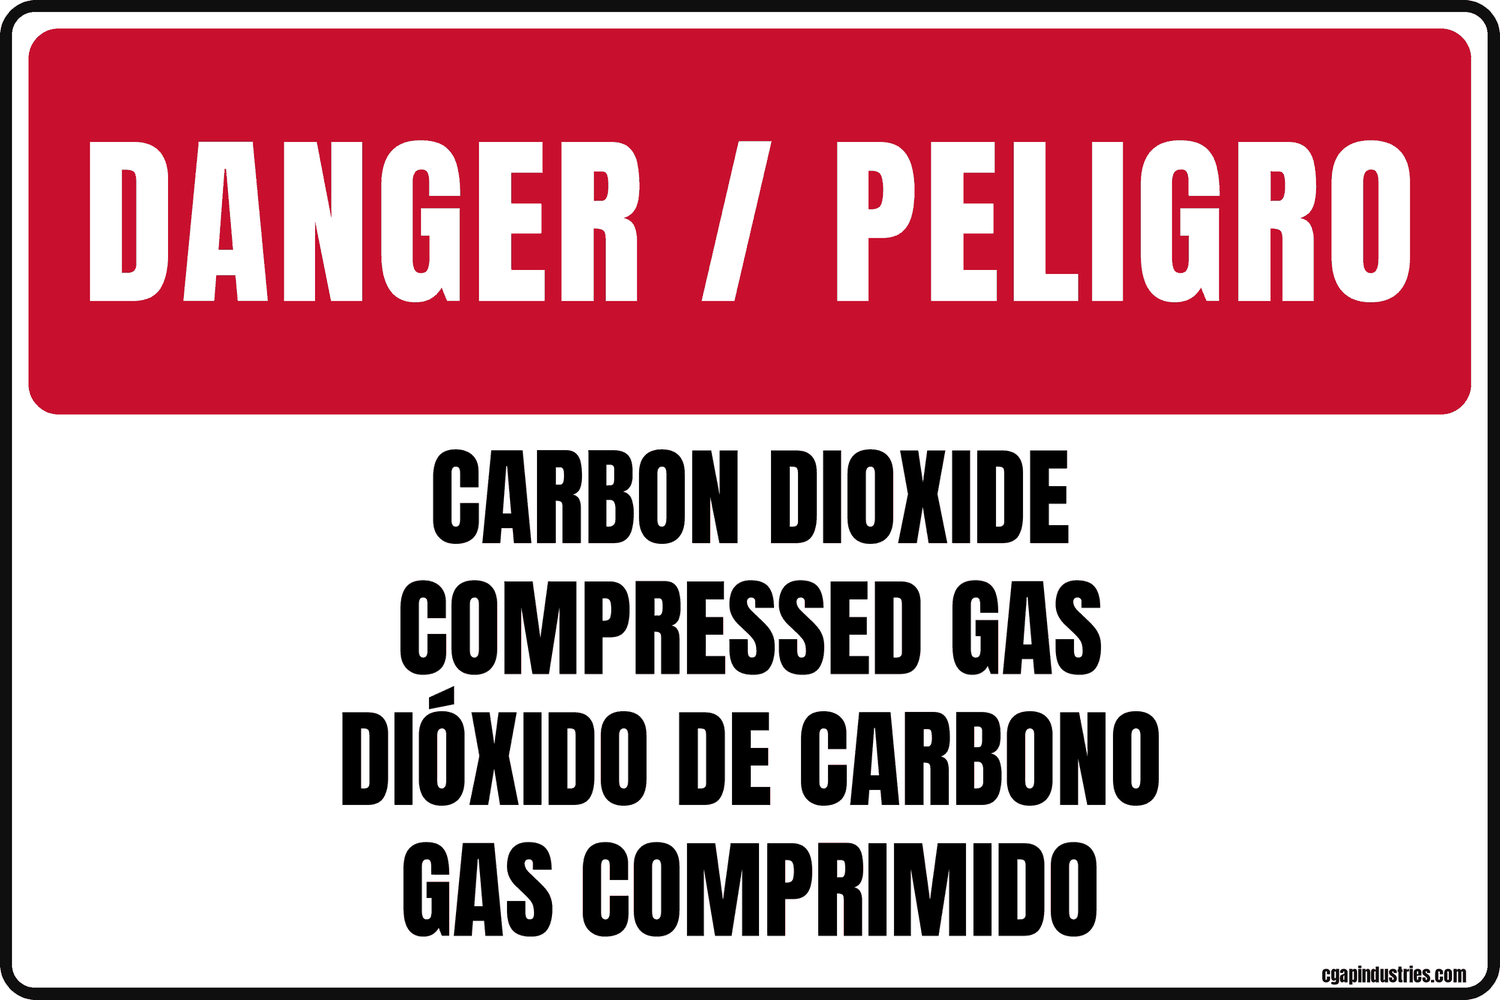 DANGER / PELIGRO
CARBON DIOXIDE
COMPRESSED GAS
DIÓXIDO DE CARBONO
GAS COMPRIMIDO
cgapindustries.com